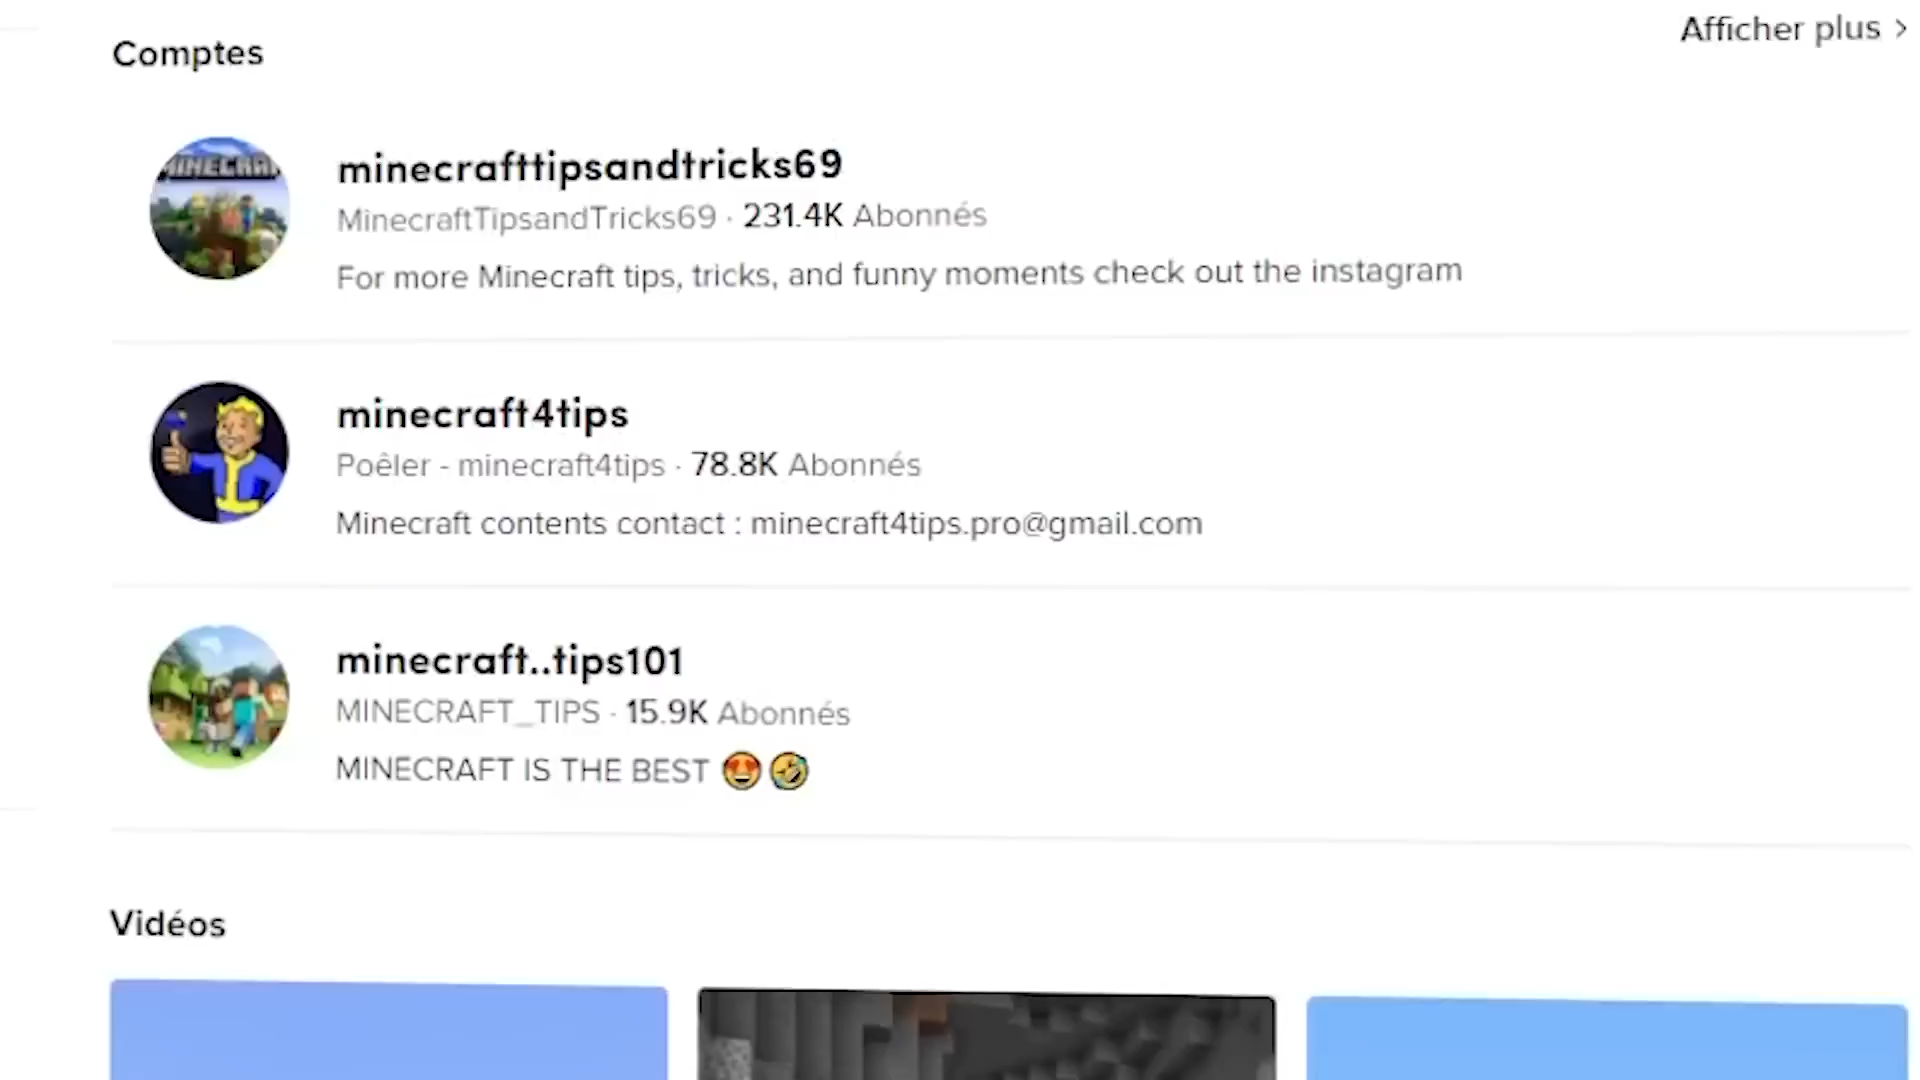 Afficher plus >
Comptes
MINECRAF
minecrafttipsandtricks69
MinecraftTipsandTricks69 · 231.4K Abonnés
For more Minecraft tips, tricks, and funny moments check out the instagram
minecraft4tips
Poêler - minecraft4tips · 78.8K Abonnés
Minecraft contents contact : minecraft4tips.pro@gmail.com
minecraft..tips101
MINECRAFT_TIPS · 15.9K Abonnés
MINECRAFT IS THE BEST 😍🤣
Vidéos